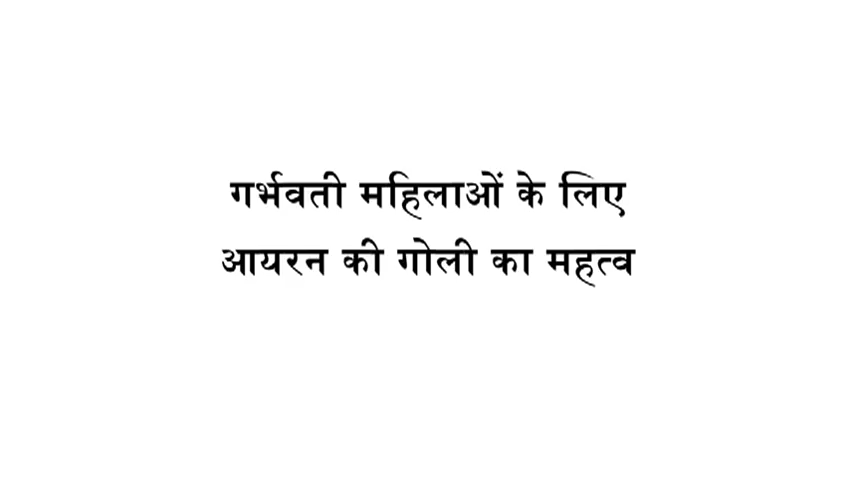 गर्भवती महिलाओं के लिए
आयरन की गोली का महत्व